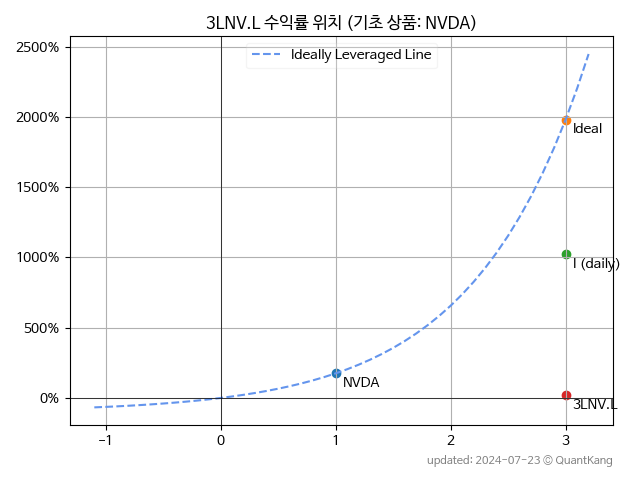 3LNV.L 수익률 위치 (기초 상품: NVDA)
Ideally Leveraged Line
2500%
2000%
1500%
1000%
500%
0%
Ideal
I (daily)
NVDA
3LNV.L
−1
0
1
2
3
updated: 2024-07-23 © QuantKang